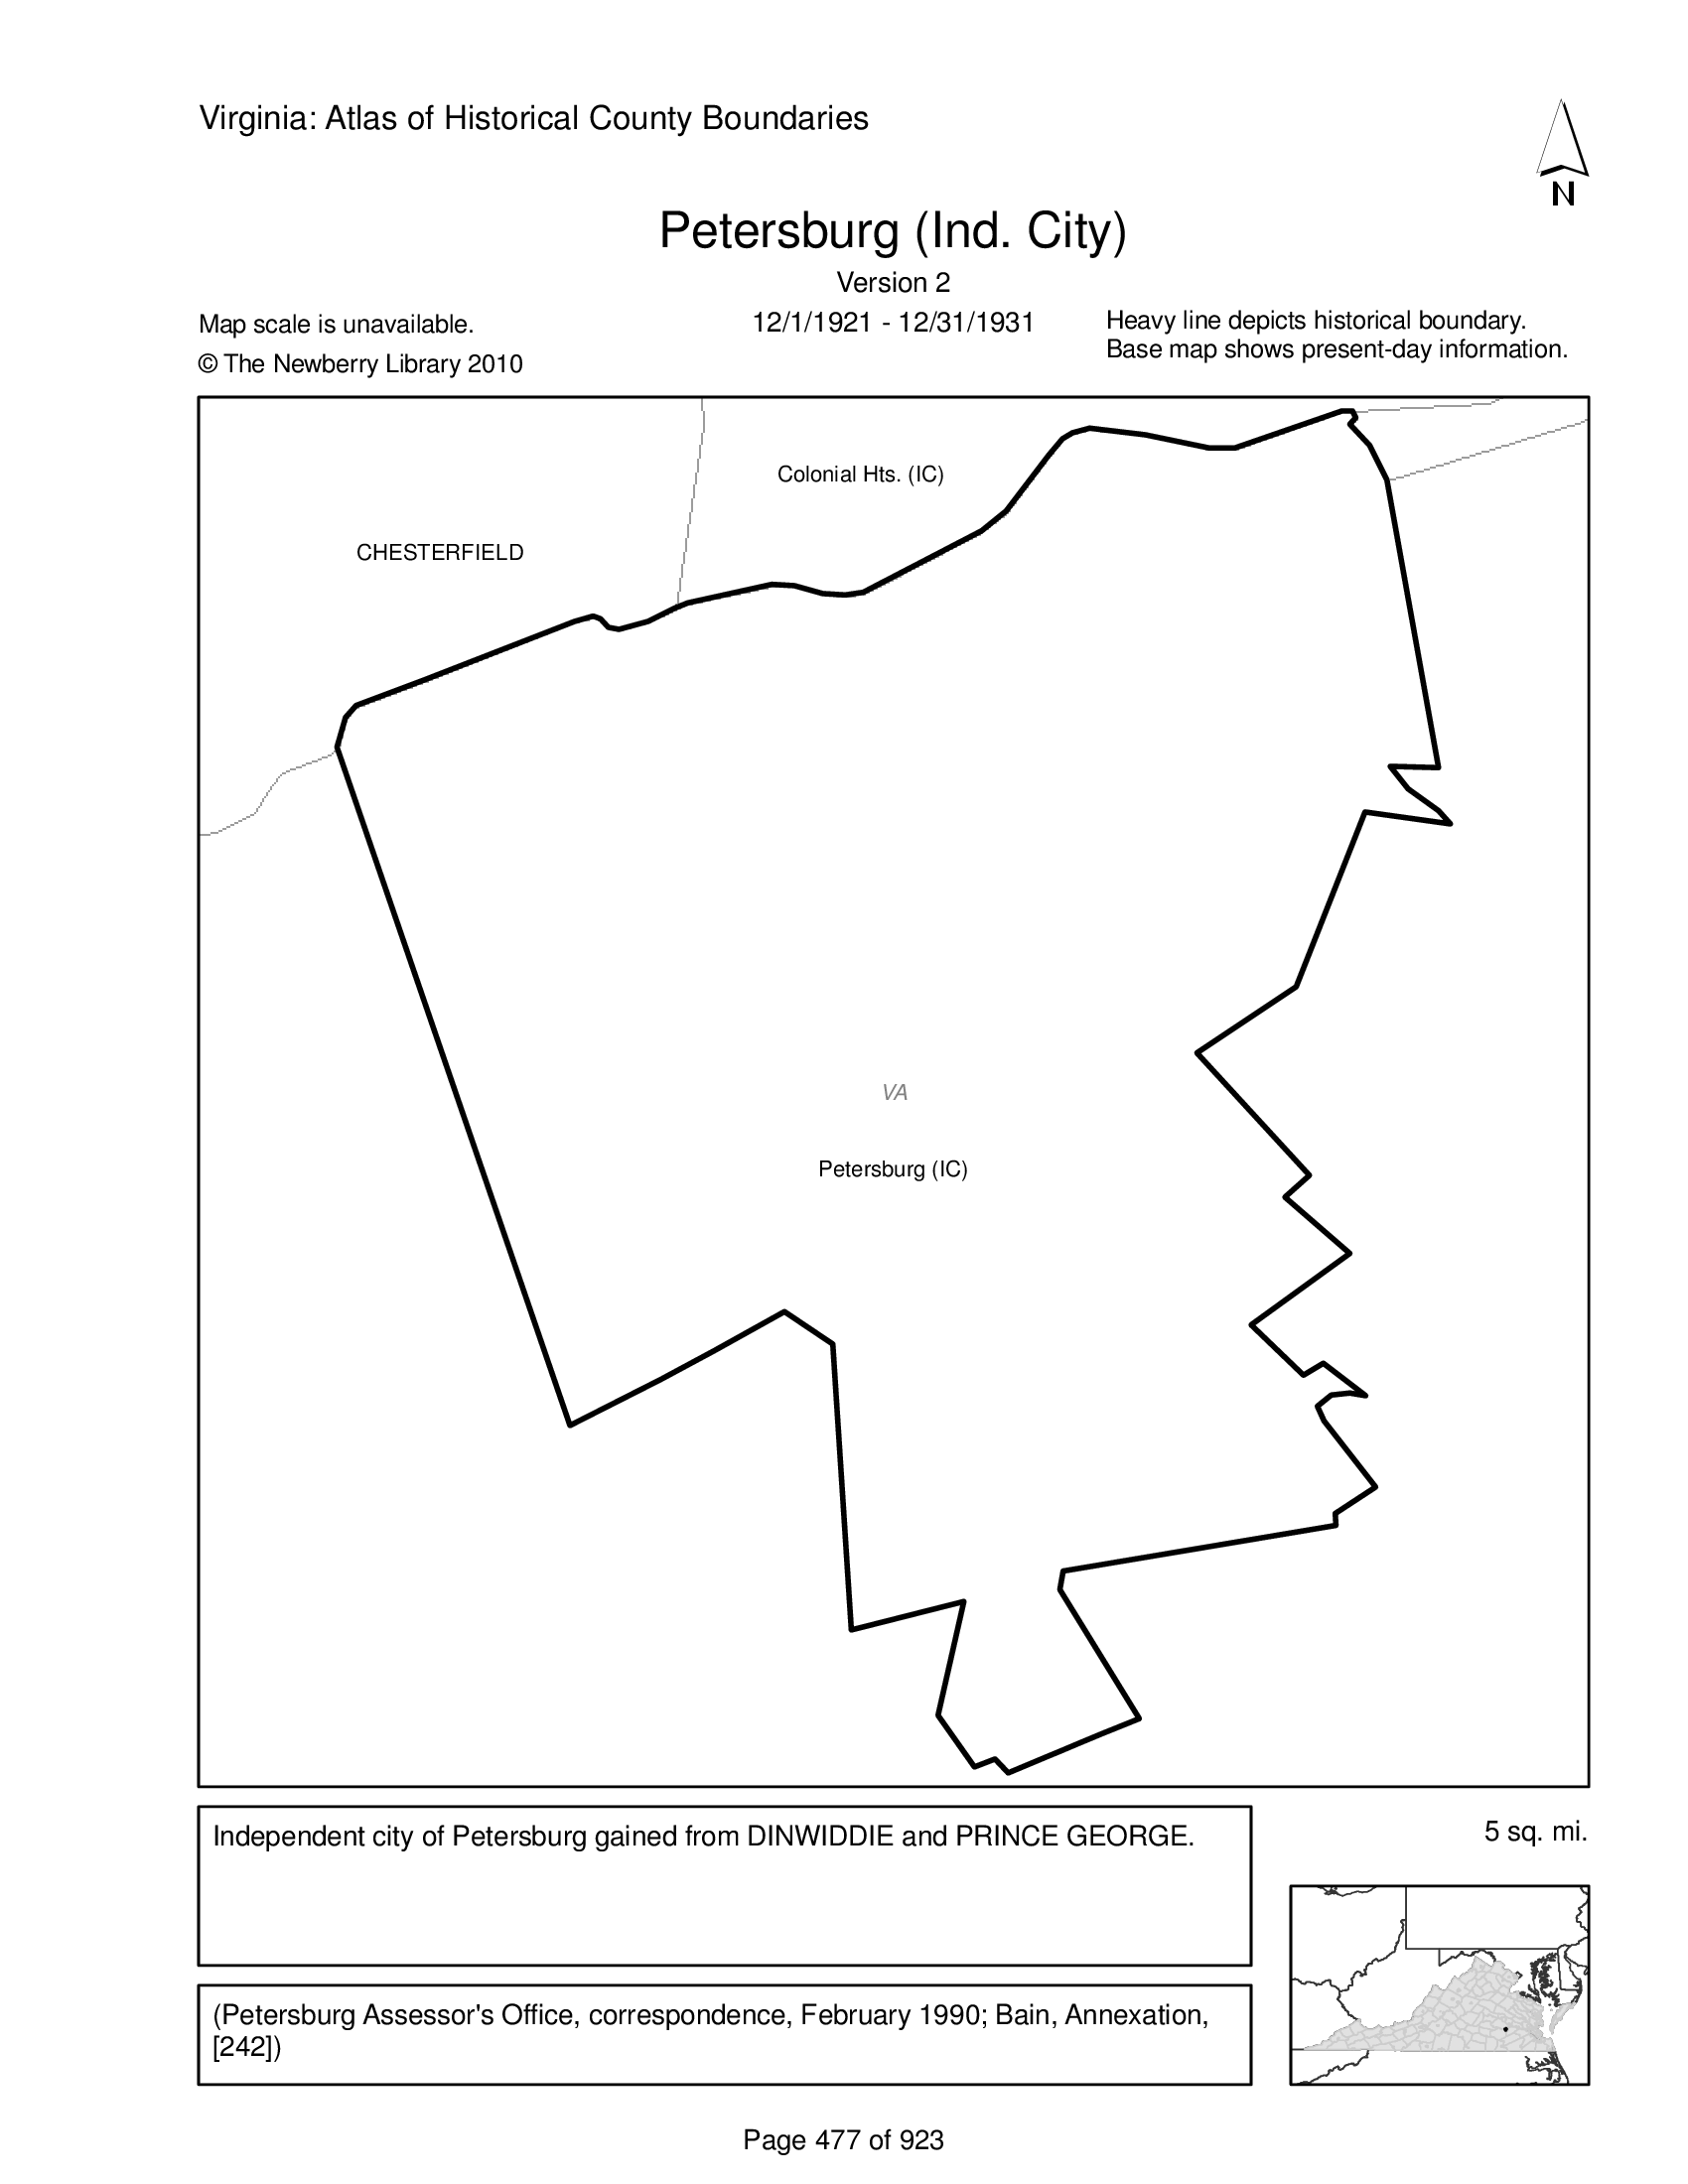 Virginia: Atlas of Historical County Boundaries
N
Petersburg (Ind. City)
Version 2
12/1/1921 - 12/31/1931
Map scale is unavailable.
© The Newberry Library 2010
Heavy line depicts historical boundary.
Base map shows present-day information.
Colonial Hts. (IC)
CHESTERFIELD
VA
Petersburg (IC)
Independent city of Petersburg gained from DINWIDDIE and PRINCE GEORGE.
5 sq. mi.
(Petersburg Assessor's Office, correspondence, February 1990; Bain, Annexation,
[242])
Page 477 of 923